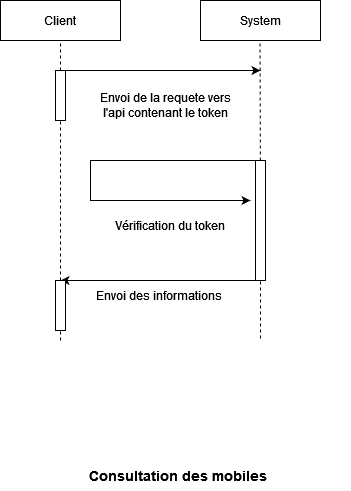 Client
System
Envoi de la requete vers
l'api contenant le token
Vérification du token
Envoi des informations
Consultation des mobiles